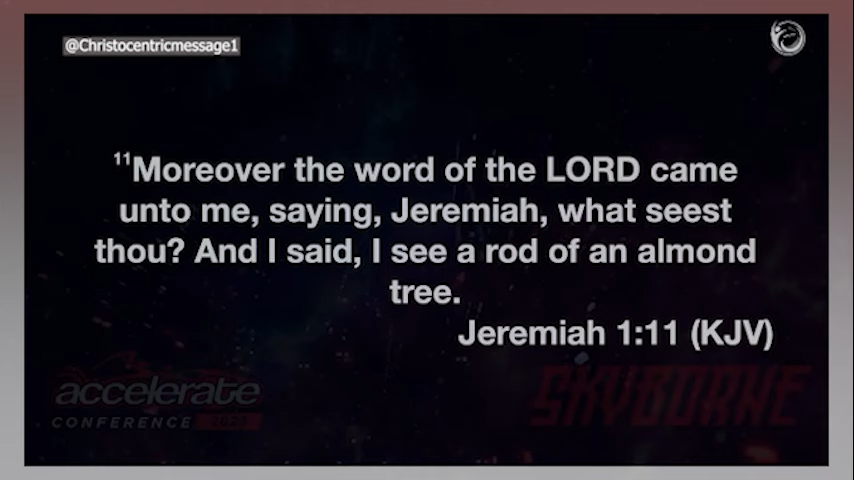 @Christocentricmessage1
11Moreover the word of the LORD came
unto me, saying, Jeremiah, what seest
thou? And I said, I see a rod of an almond
tree.
Jeremiah 1:11 (KJV)
accelerate
CONFERENCE
SKYBORNE